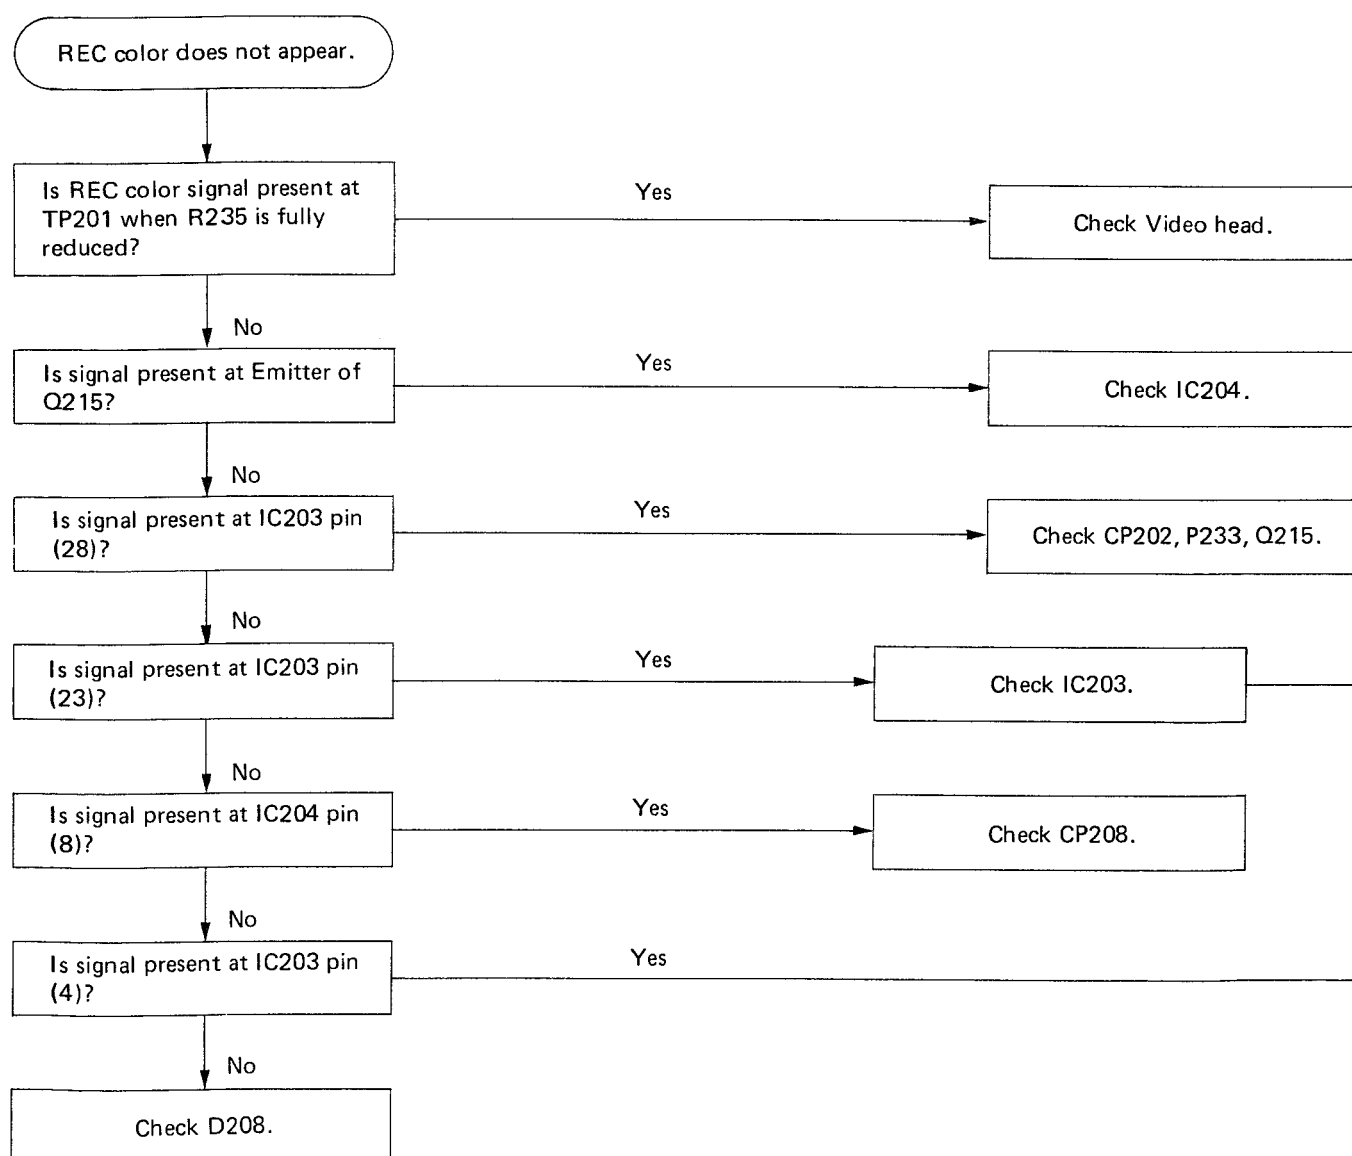 REC color does not appear.
Is REC color signal present at
TP201 when R235 is fully
reduced?
Yes
Check Video head.
No
Is signal present at Emitter of
Q215?
Yes
Check IC204.
No
Is signal present at IC203 pin
(28)?
Yes
Check CP202, P233, Q215.
No
Is signal present at IC203 pin
(23)?
Yes
Check IC203.
No
Is signal present at IC204 pin
(8)?
Yes
Check CP208.
No
Is signal present at IC203 pin
(4)?
Yes
No
Check D208.